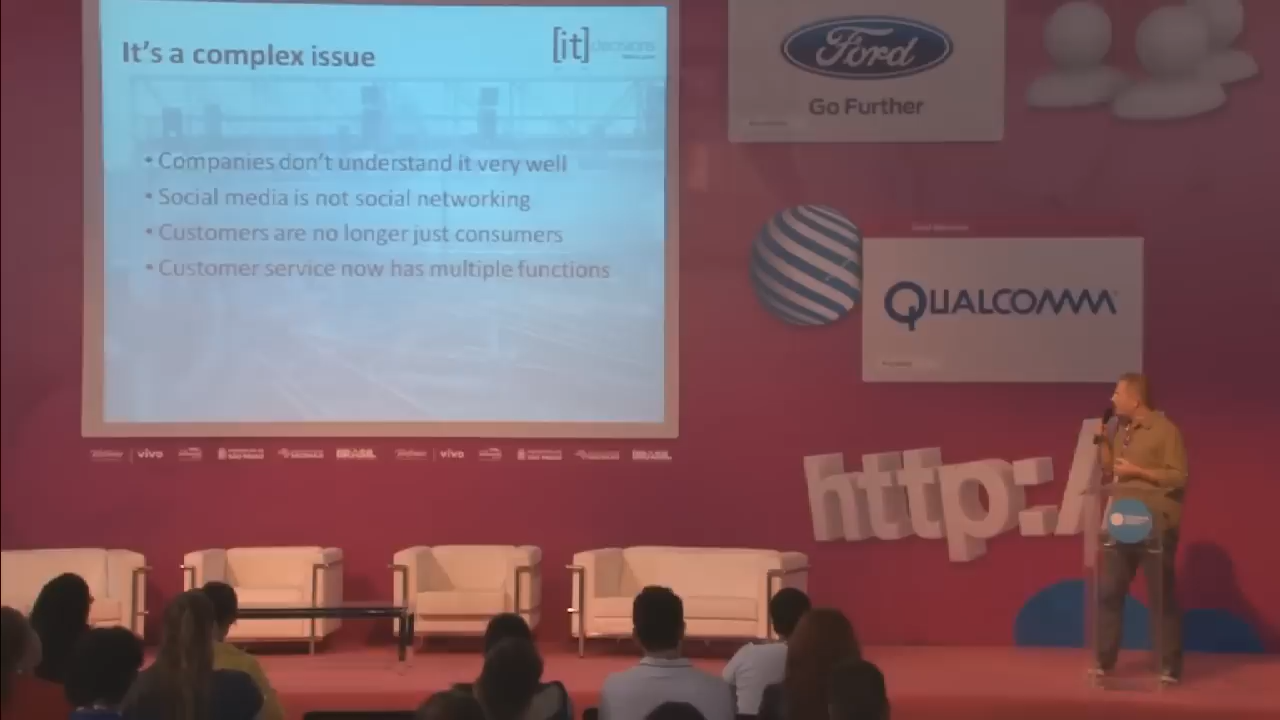 It's a complex issue
[it] decisions
• Companies don't understand it very well
• Social media is not social networking
• Customers are no longer just consumers
• Customer service now has multiple functions
Ford
Go Further
QUALCOMM
http:/
vivo
BRASIL
vivo
BRASIL